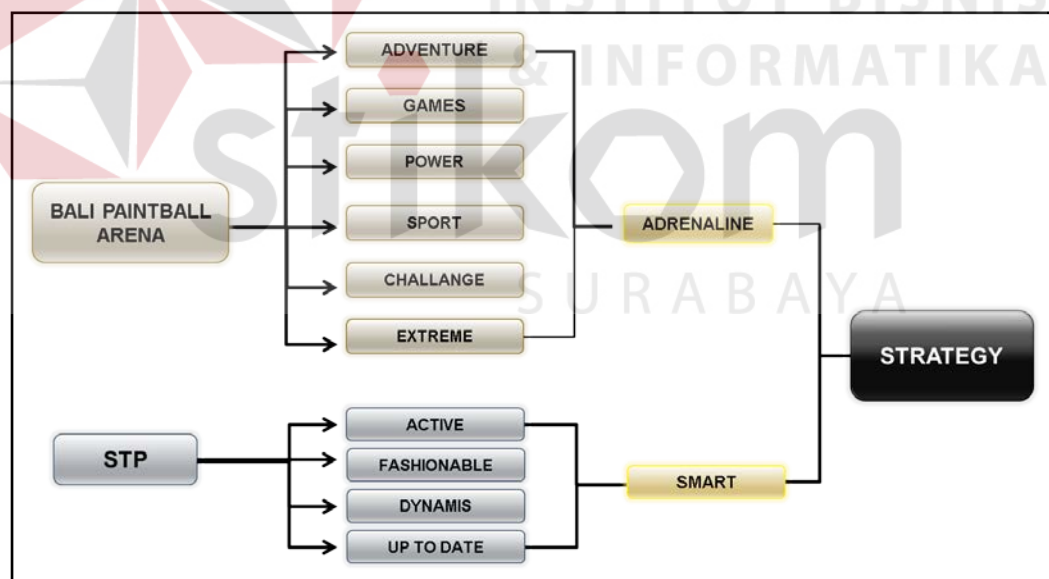 INSTITUT BISNIS
& INFORMATIKA
stikom
SURABAYA
BALI PAINTBALL
ARENA
ADVENTURE
GAMES
POWER
SPORT
CHALLANGE
EXTREME
ADRENALINE
STRATEGY
STP
ACTIVE
FASHIONABLE
DYNAMIS
UP TO DATE
SMART